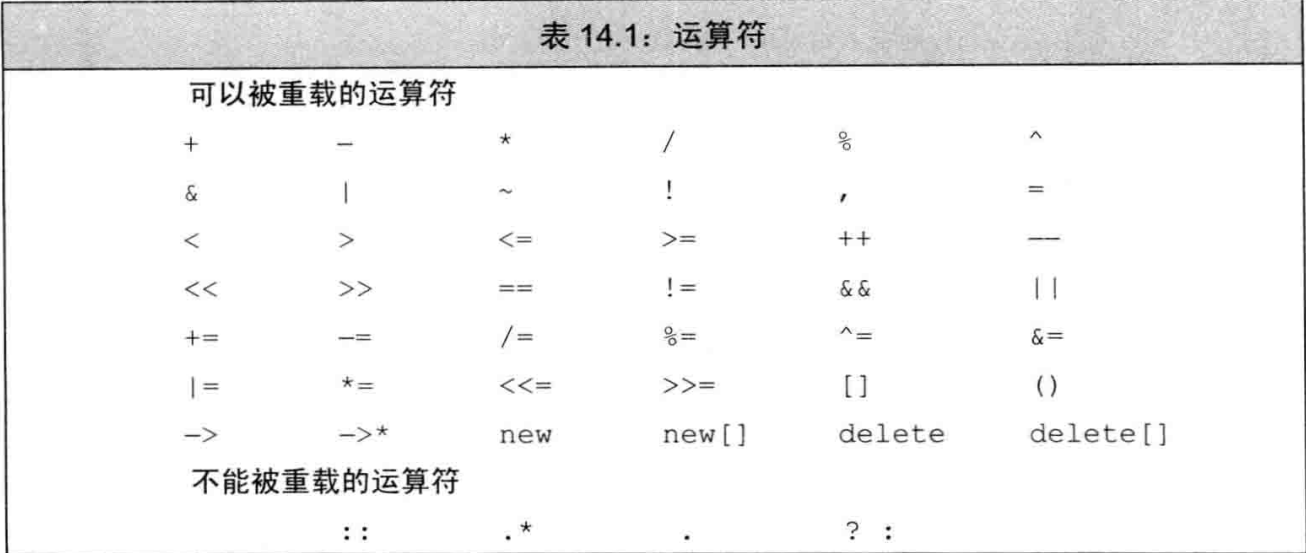 表 14.1：运算符
可以被重载的运算符
+ − * / % ^
& | ~ ! , =
< > <= >= ++ −−
<< >> == != && ||
+= −= /= %= ^= &=
|= *= <<= >>= [] ()
−> −>* new new[] delete delete[]
不能被重载的运算符
:: .* . ? :